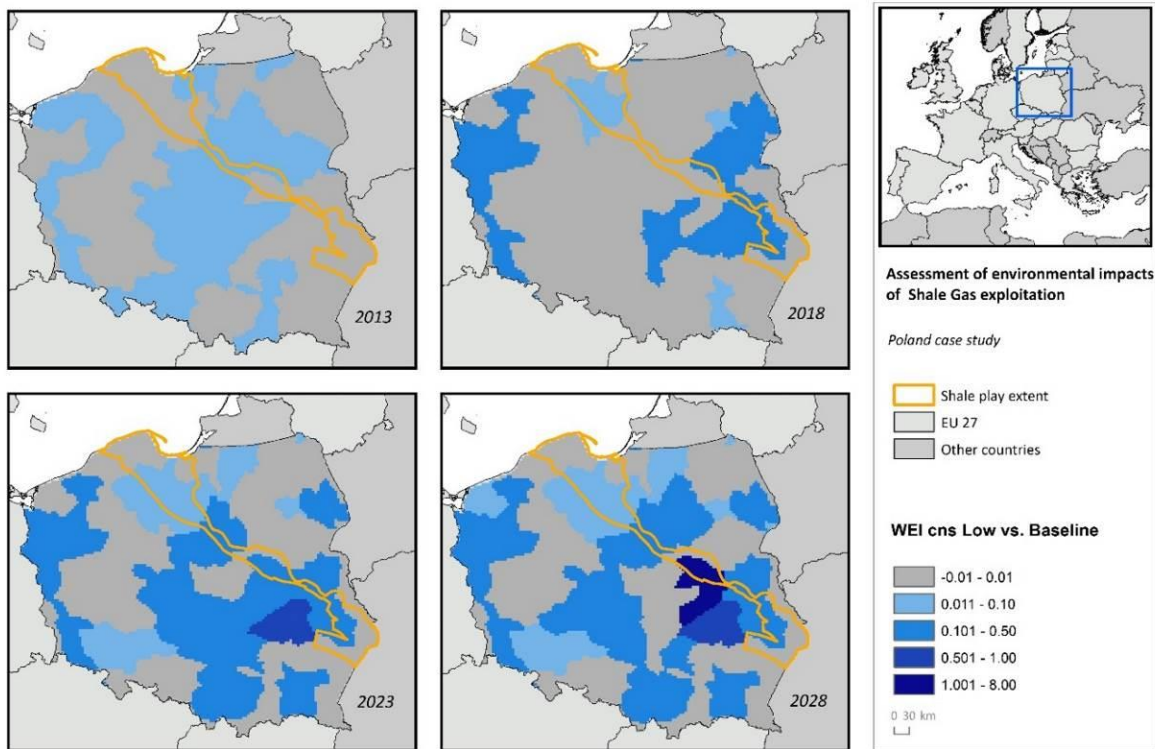 2013
2018
2023
2028
Assessment of environmental impacts
of Shale Gas exploitation
Poland case study
Shale play extent
EU 27
Other countries
WEI cns Low vs. Baseline
-0.01 - 0.01
0.011 - 0.10
0.101 - 0.50
0.501 - 1.00
1.001 - 8.00
0 30 km